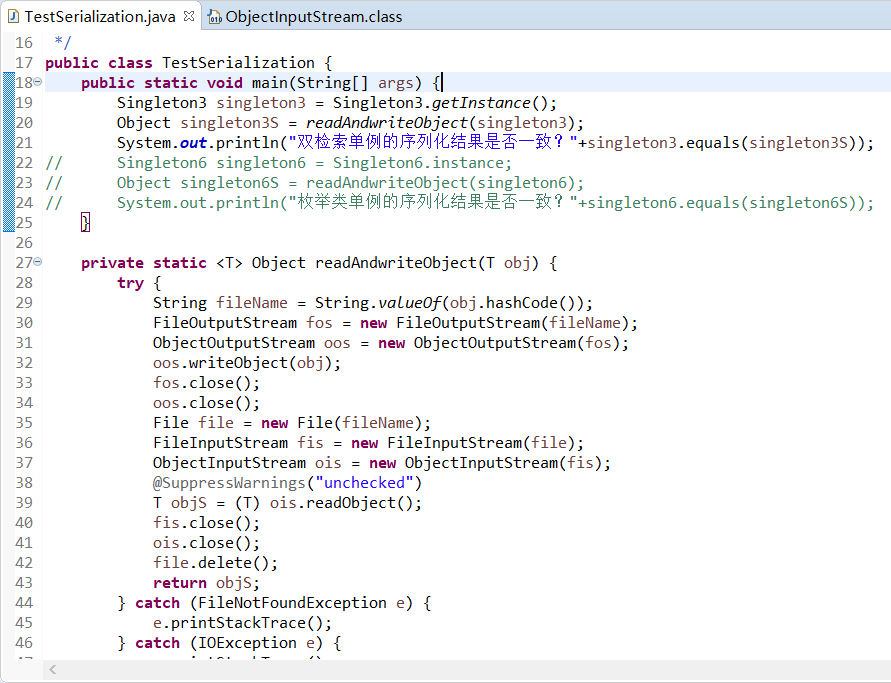 TestSerialization.java ObjectInputStream.class
16 */
17 public class TestSerialization {
18 public static void main(String[] args) {
19 Singleton3 singleton3 = Singleton3.getInstance();
20 Object singleton3S = readAndwriteObject(singleton3);
21 System.out.println("双检索单例的序列化结果是否一致？"+singleton3.equals(singleton3S));
22 // Singleton6 singleton6 = Singleton6.instance;
23 // Object singleton6S = readAndwriteObject(singleton6);
24 // System.out.println("枚举类单例的序列化结果是否一致？"+singleton6.equals(singleton6S));
25 }
26
27 private static <T> Object readAndwriteObject(T obj) {
28 try {
29 String fileName = String.valueOf(obj.hashCode());
30 FileOutputStream fos = new FileOutputStream(fileName);
31 ObjectOutputStream oos = new ObjectOutputStream(fos);
32 oos.writeObject(obj);
33 fos.close();
34 oos.close();
35 File file = new File(fileName);
36 FileInputStream fis = new FileInputStream(file);
37 ObjectInputStream ois = new ObjectInputStream(fis);
38 @SuppressWarnings("unchecked")
39 T objS = (T) ois.readObject();
40 fis.close();
41 ois.close();
42 file.delete();
43 return objS;
44 } catch (FileNotFoundException e) {
45 e.printStackTrace();
46 } catch (IOException e) {